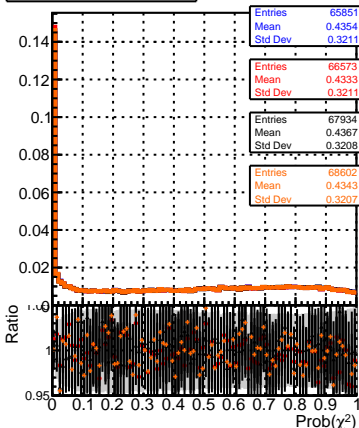 Entries 65851
Mean 0.4354
Std Dev 0.3211
Entries 66573
Mean 0.4333
Std Dev 0.3211
Entries 67934
Mean 0.4367
Std Dev 0.3208
Entries 68602
Mean 0.4343
Std Dev 0.3207
0.14
0.12
0.1
0.08
0.06
0.04
0.02
0
Ratio
1
0.95
0 0.1 0.2 0.3 0.4 0.5 0.6 0.7 0.8 0.9 1
Prob(χ²)